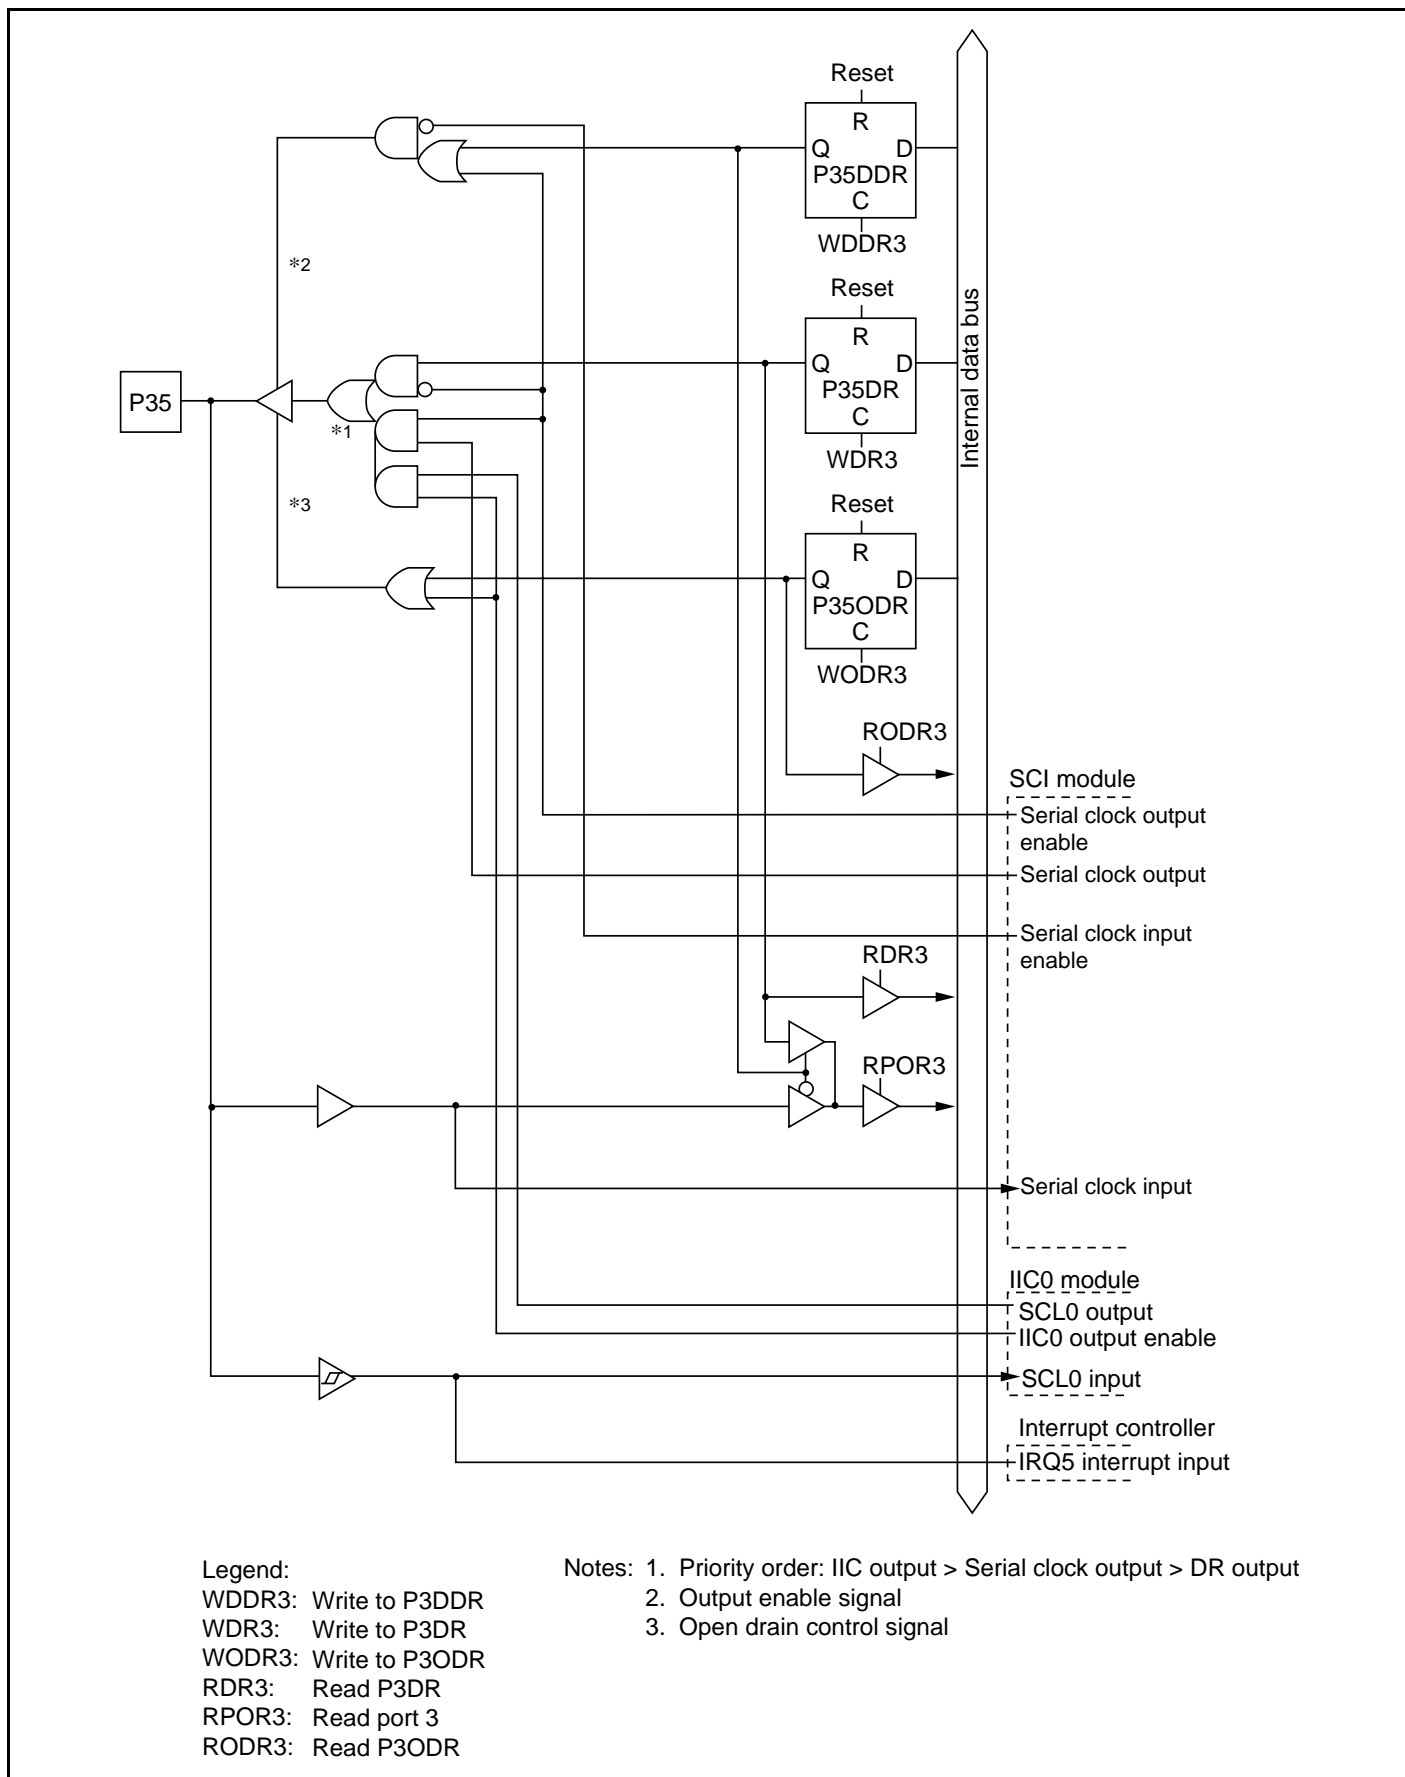 Reset
R
Q D
P35DDR
C
WDDR3
*2
Reset
R
Q D
P35DR
C
WDR3
Internal data bus
P35
*1
*3
Reset
R
Q D
P35ODR
C
WODR3
RODR3
SCI module
Serial clock output
enable
Serial clock output
Serial clock input
enable
RDR3
RPOR3
Serial clock input
IIC0 module
SCL0 output
IIC0 output enable
SCL0 input
Interrupt controller
IRQ5 interrupt input
Legend:
WDDR3: Write to P3DDR
WDR3: Write to P3DR
WODR3: Write to P3ODR
RDR3: Read P3DR
RPOR3: Read port 3
RODR3: Read P3ODR
Notes: 1. Priority order: IIC output > Serial clock output > DR output
2. Output enable signal
3. Open drain control signal